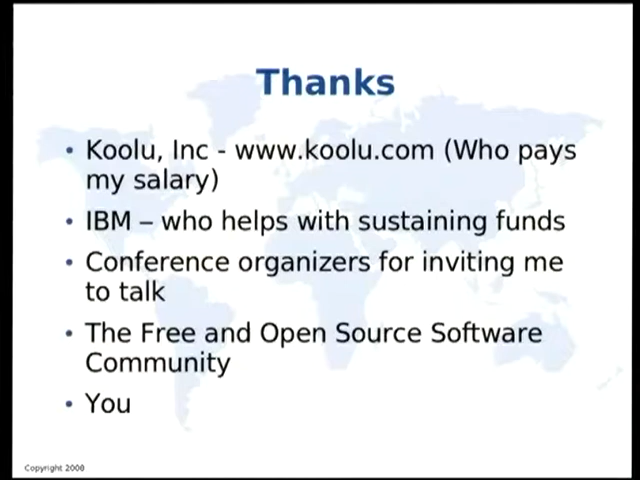 Thanks
• Koolu, Inc - www.koolu.com (Who pays
my salary)
• IBM – who helps with sustaining funds
• Conference organizers for inviting me
to talk
• The Free and Open Source Software
Community
• You
Copyright 2000